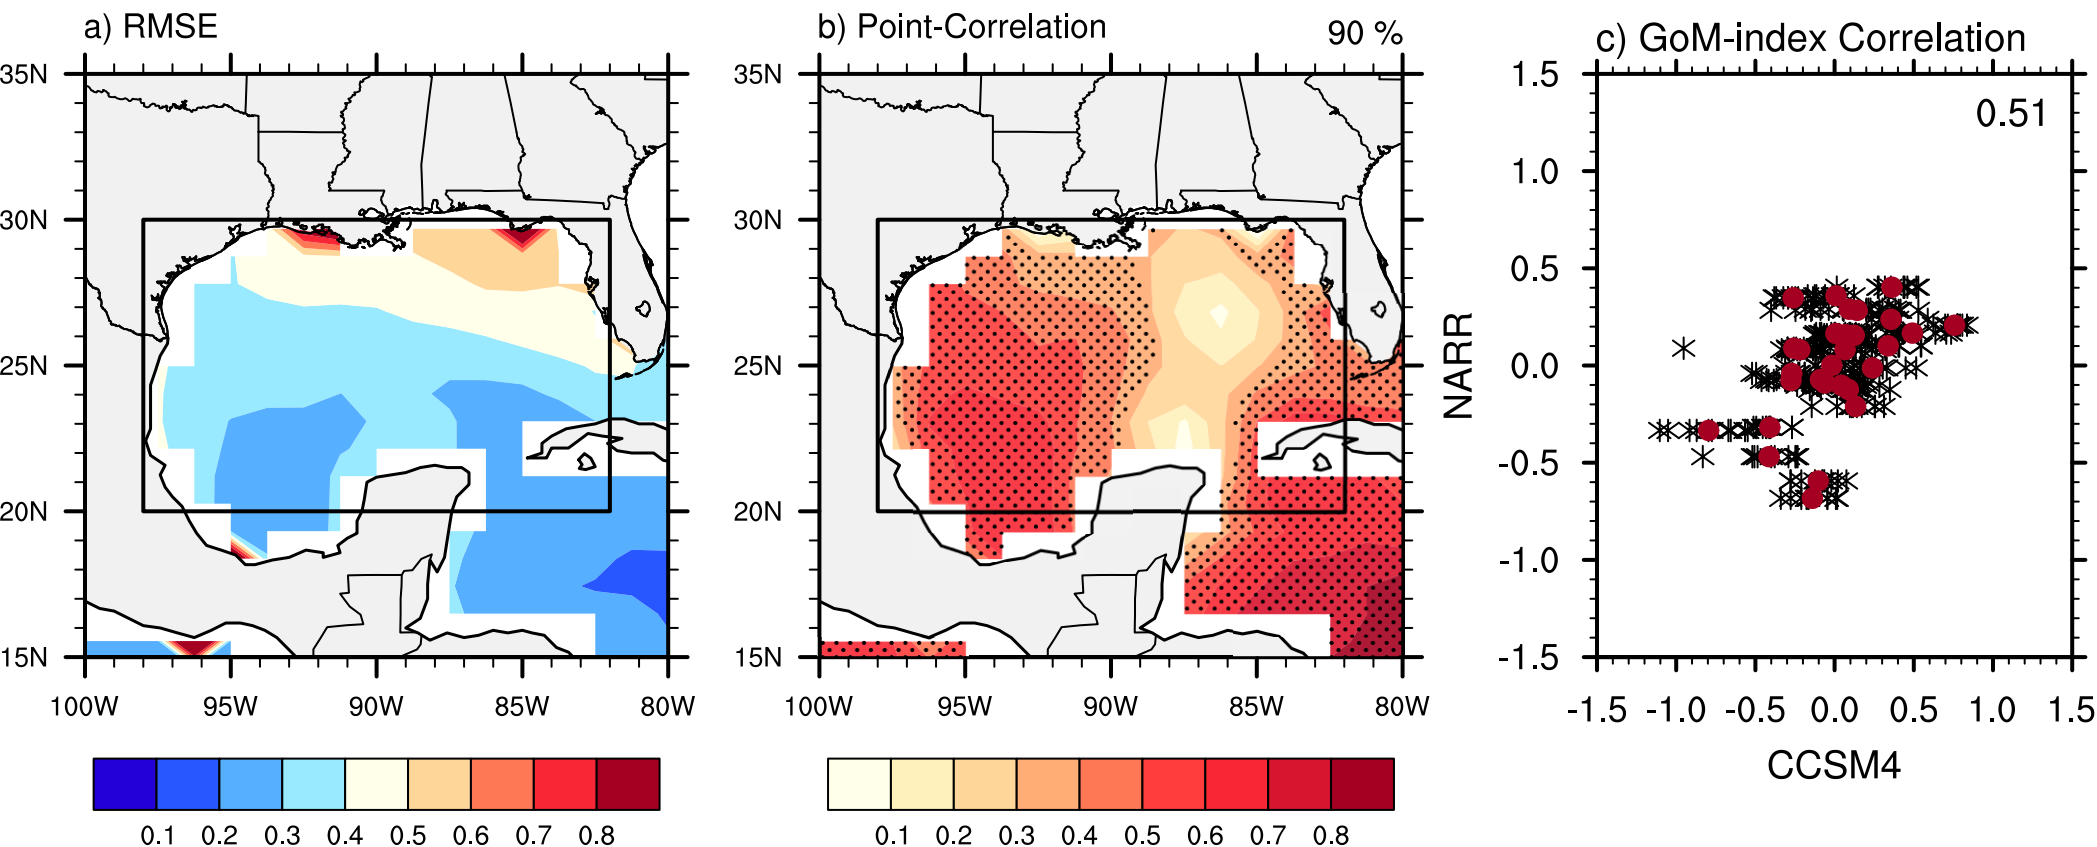 a) RMSE
35N
30N
25N
20N
15N
100W 95W 90W 85W 80W
0.1 0.2 0.3 0.4 0.5 0.6 0.7 0.8
b) Point-Correlation 90 %
35N
30N
25N
20N
15N
100W 95W 90W 85W 80W
0.1 0.2 0.3 0.4 0.5 0.6 0.7 0.8
c) GoM-index Correlation
0.51
NARR
1.5
1.0
0.5
0.0
-0.5
-1.0
-1.5
-1.5 -1.0 -0.5 0.0 0.5 1.0 1.5
CCSM4